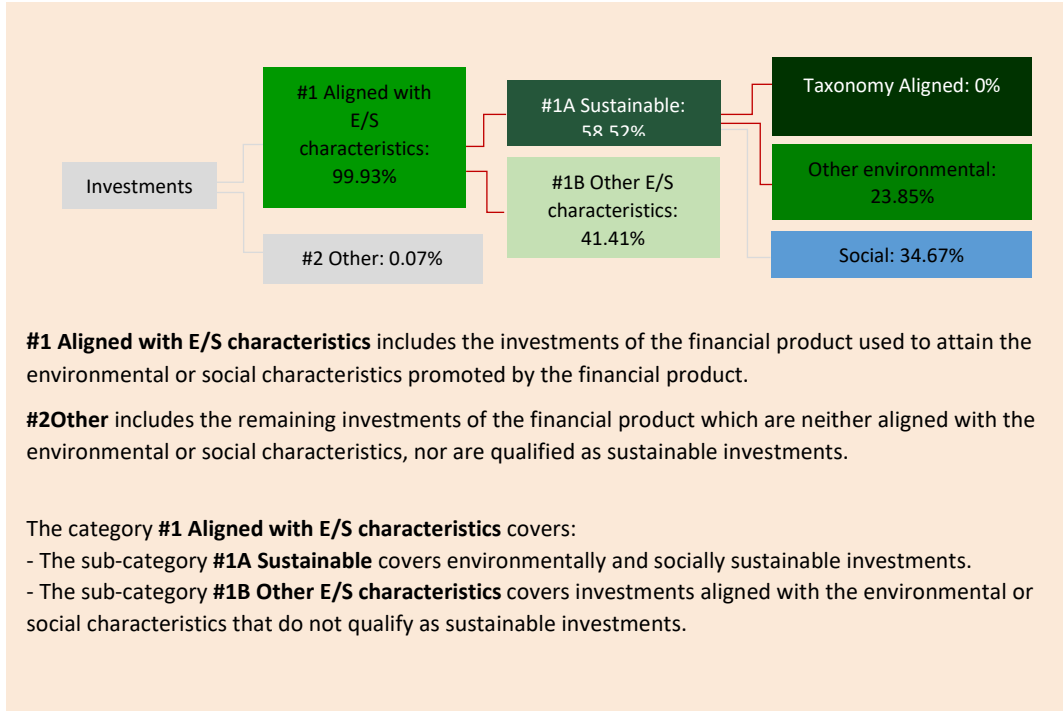 Investments
#1 Aligned with
E/S
characteristics:
99.93%
#2 Other: 0.07%
#1A Sustainable:
58.52%
#1B Other E/S
characteristics:
41.41%
Taxonomy Aligned: 0%
Other environmental:
23.85%
Social: 34.67%
#1 Aligned with E/S characteristics includes the investments of the financial product used to attain the
environmental or social characteristics promoted by the financial product.
#2Other includes the remaining investments of the financial product which are neither aligned with the
environmental or social characteristics, nor are qualified as sustainable investments.
The category #1 Aligned with E/S characteristics covers:
- The sub-category #1A Sustainable covers environmentally and socially sustainable investments.
- The sub-category #1B Other E/S characteristics covers investments aligned with the environmental or
social characteristics that do not qualify as sustainable investments.